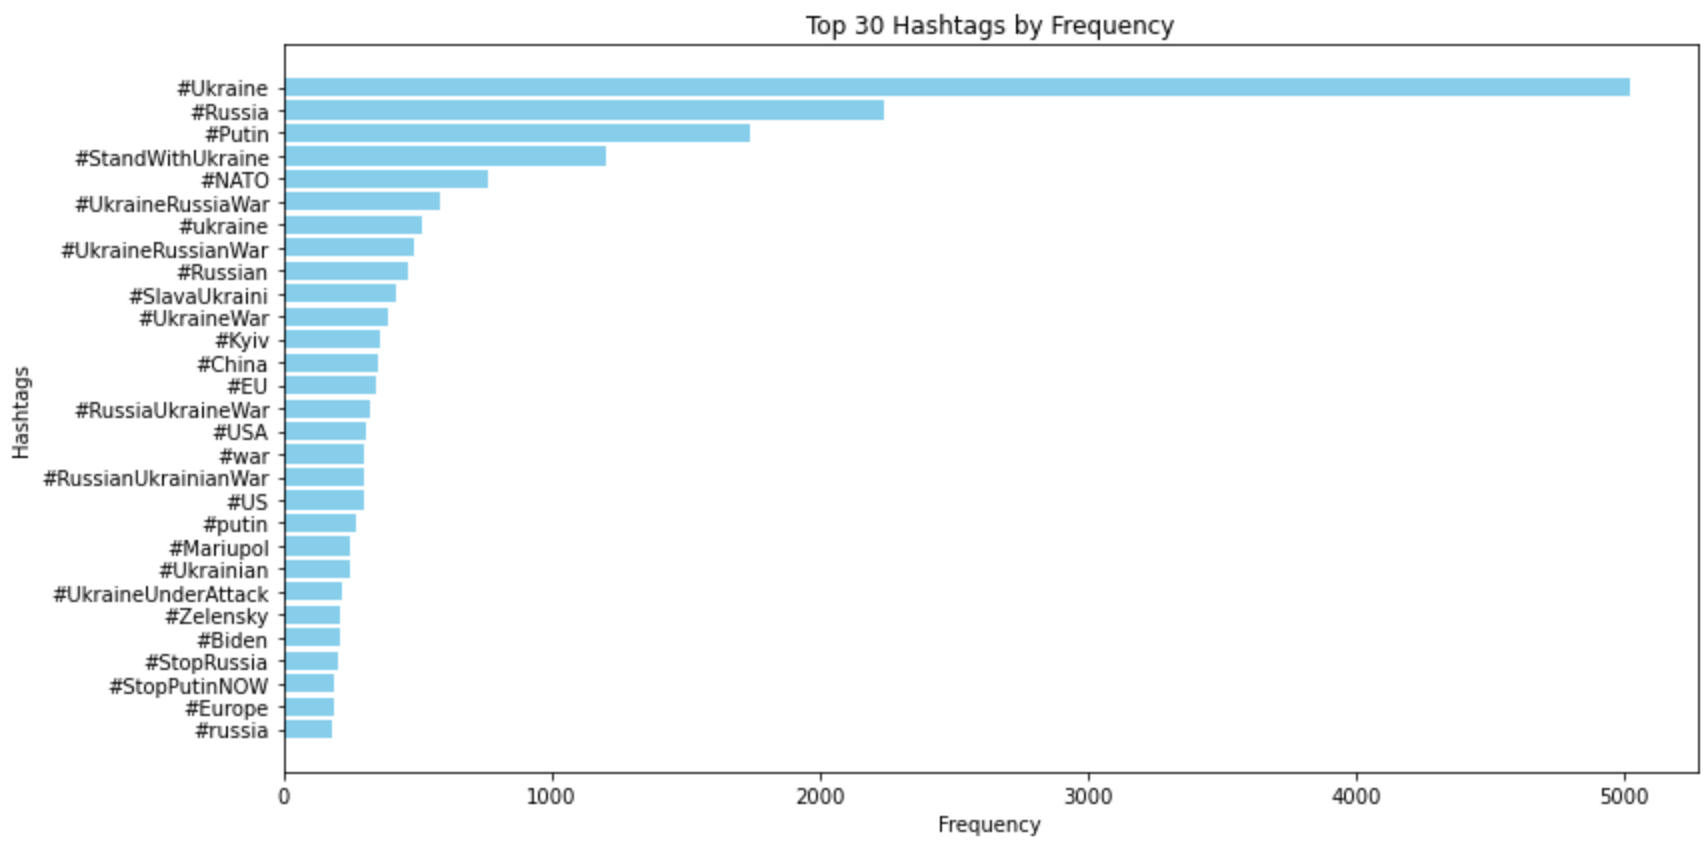 Top 30 Hashtags by Frequency
Hashtags
#Ukraine
#Russia
#Putin
#StandWithUkraine
#NATO
#UkraineRussiaWar
#ukraine
#UkraineRussianWar
#Russian
#SlavaUkraini
#UkraineWar
#Kyiv
#China
#EU
#RussiaUkraineWar
#USA
#war
#RussianUkrainianWar
#US
#putin
#Mariupol
#Ukrainian
#UkraineUnderAttack
#Zelensky
#Biden
#StopRussia
#StopPutinNOW
#Europe
#russia
0 1000 2000 3000 4000 5000
Frequency